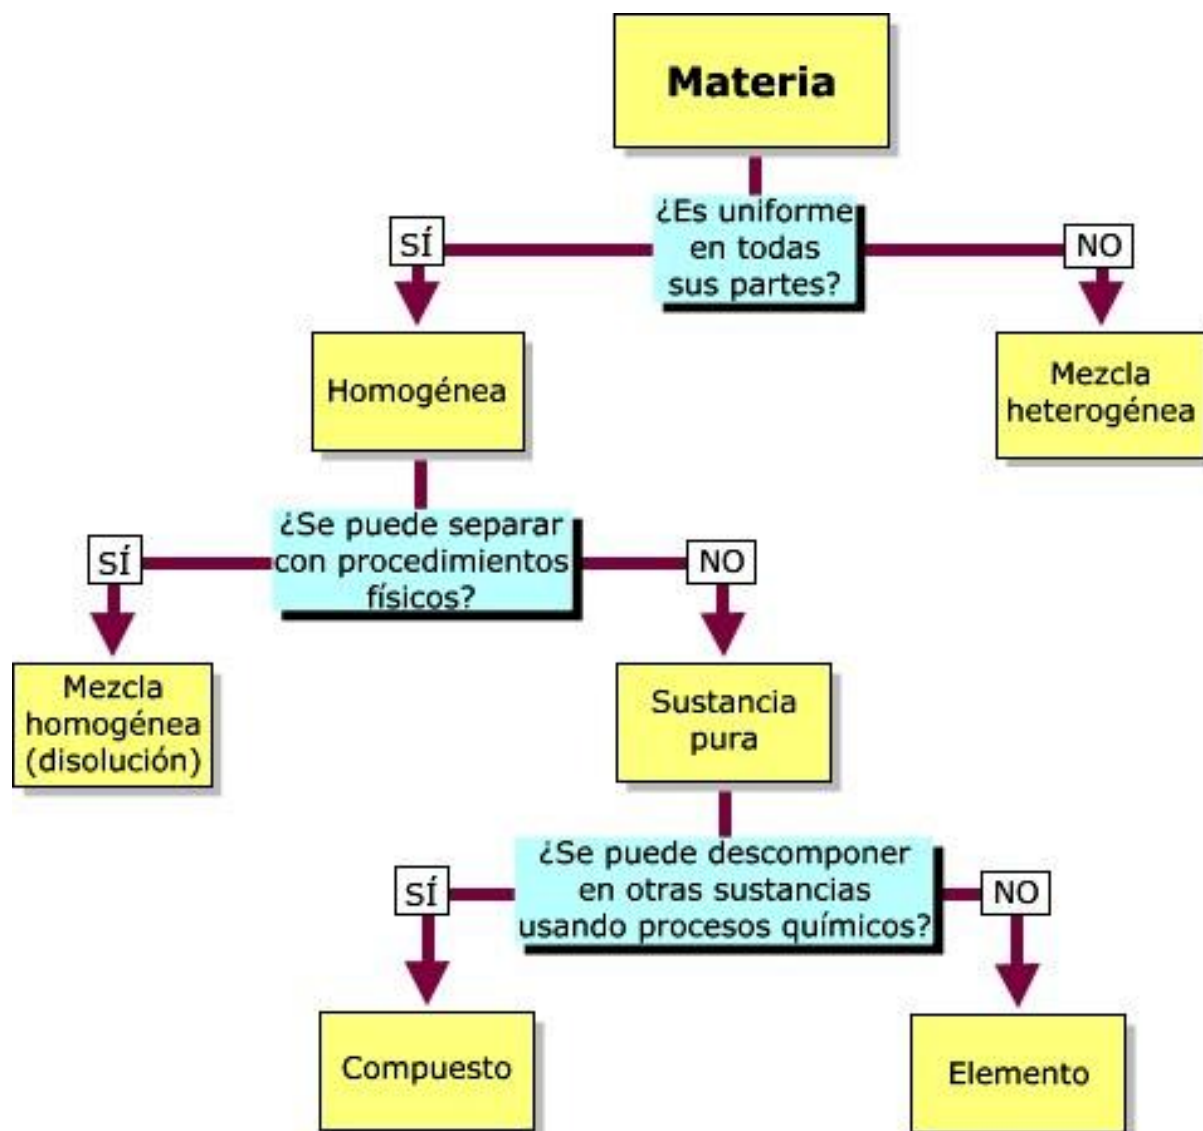 Materia
¿Es uniforme
en todas
sus partes?
SÍ
NO
Homogénea
Mezcla
heterogénea
¿Se puede separar
con procedimientos
físicos?
SÍ
NO
Mezcla
homogénea
(disolución)
Sustancia
pura
¿Se puede descomponer
en otras sustancias
usando procesos químicos?
SÍ
NO
Compuesto
Elemento